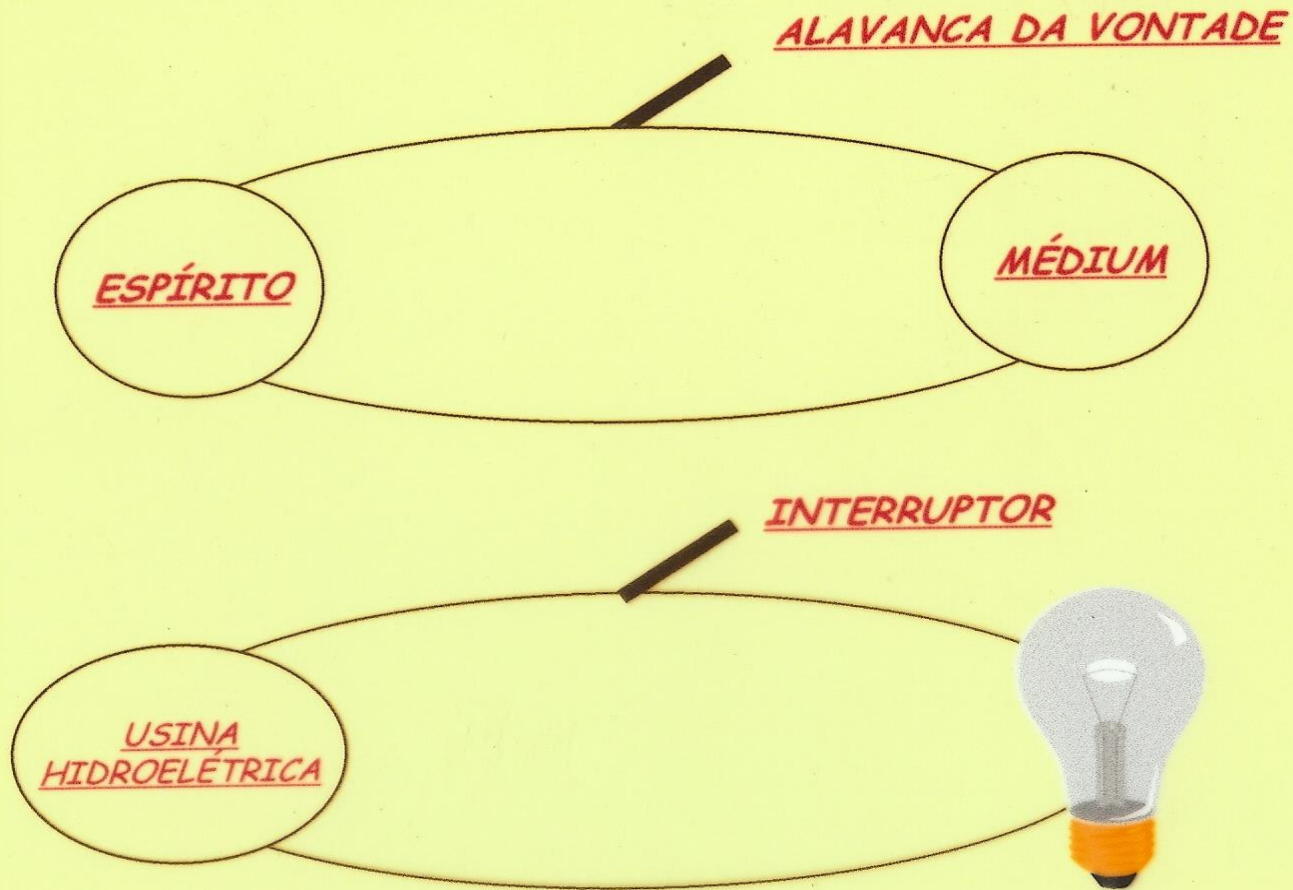 ALAVANCA DA VONTADE
ESPÍRITO
MÉDIUM
INTERRUPTOR
USINA
HIDROELÉTRICA